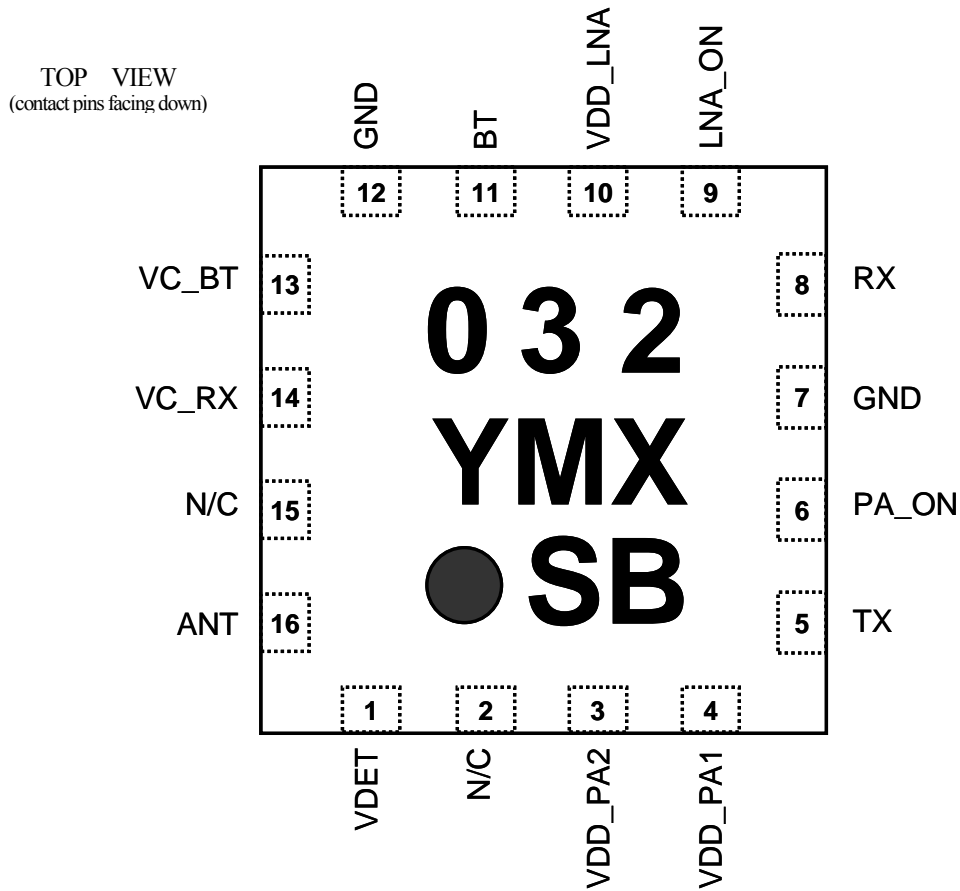 TOP VIEW
(contact pins facing down)
GND
BT
VDD_LNA
LNA_ON
12
11
10
9
VC_BT
13
8
RX
VC_RX
14
7
GND
N/C
15
6
PA_ON
ANT
16
5
TX
0 3 2
YMX
SB
1
2
3
4
VDET
N/C
VDD_PA2
VDD_PA1